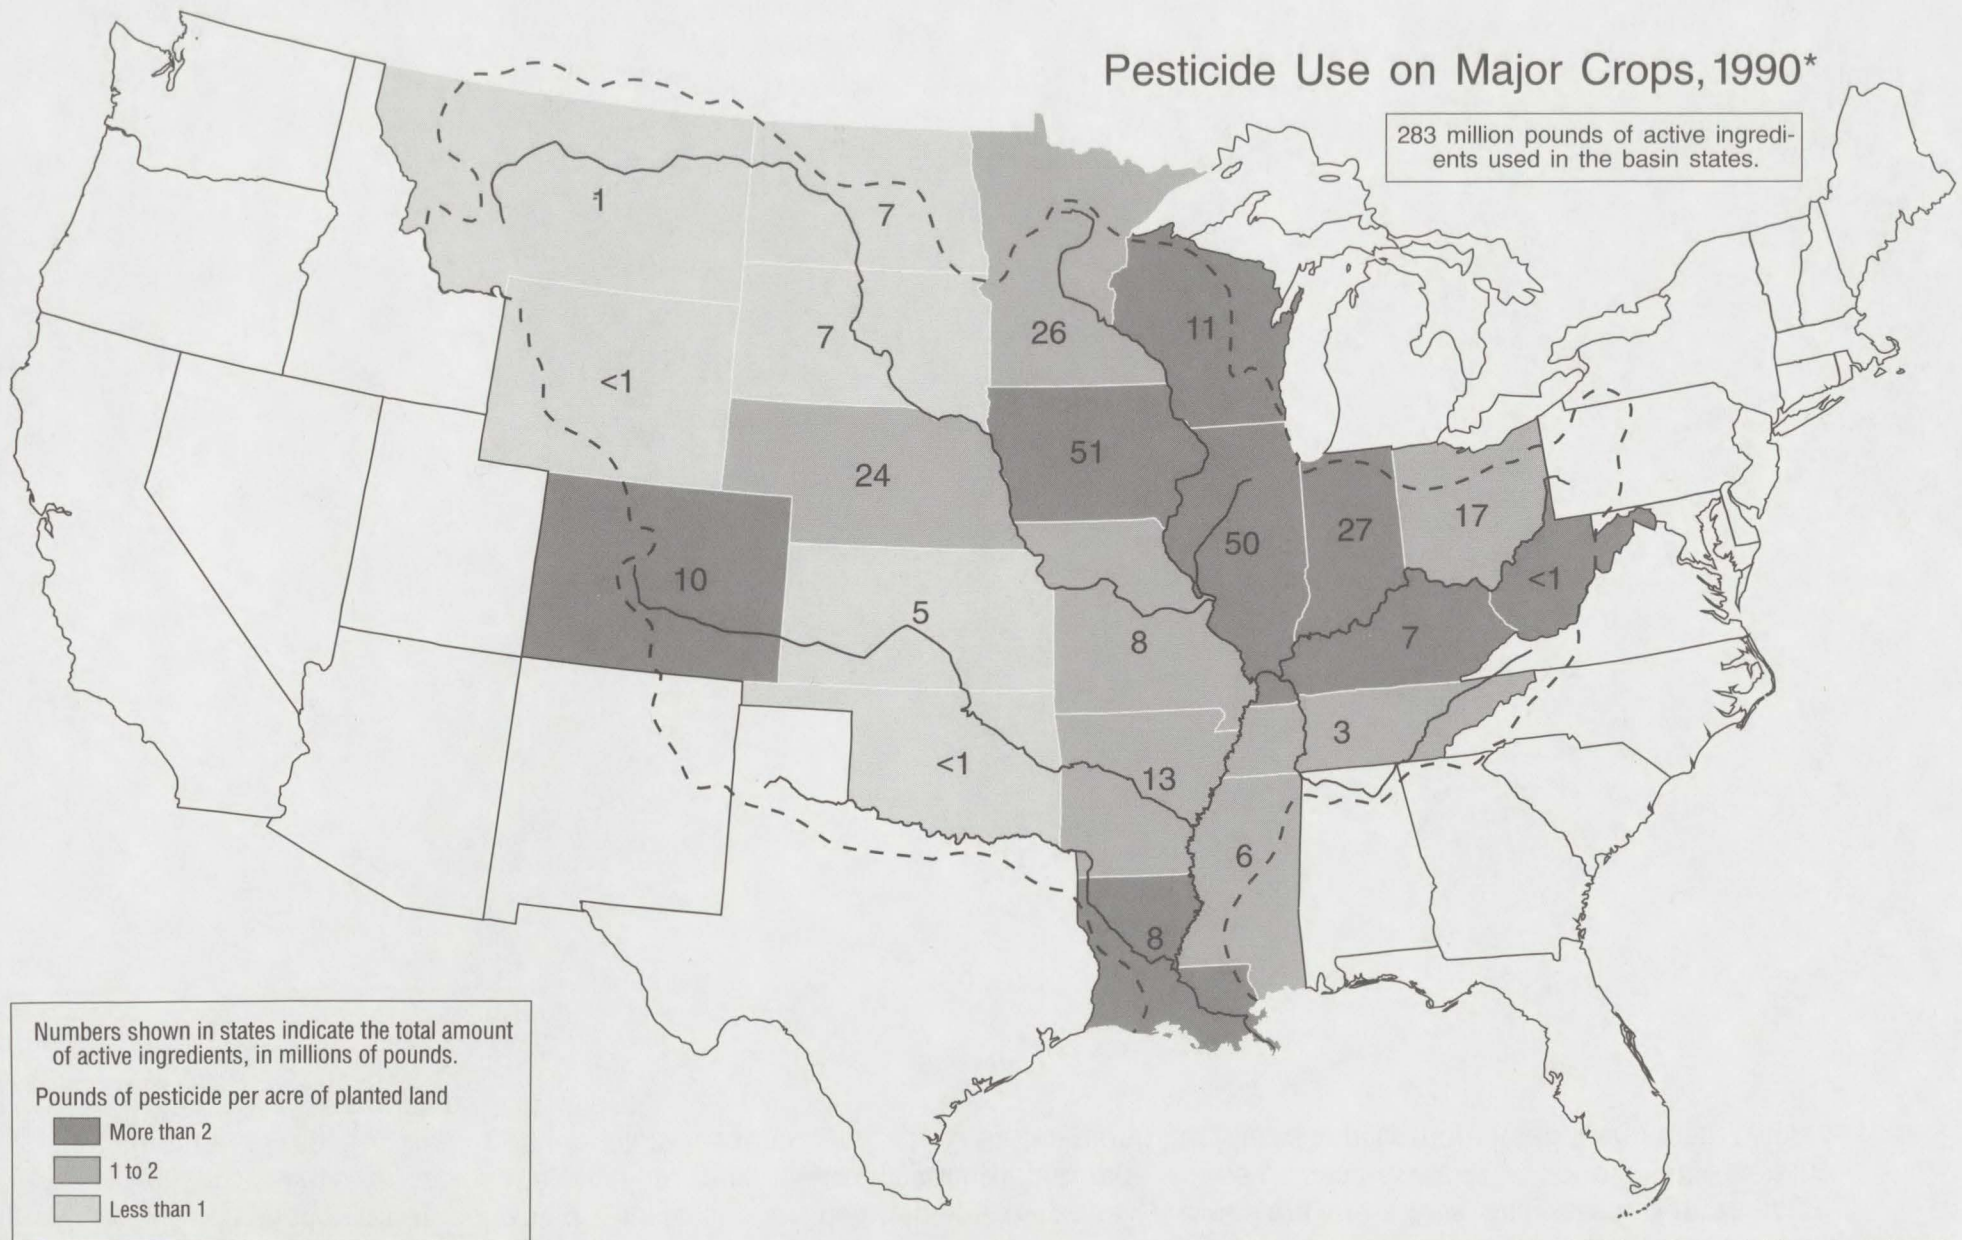 Pesticide Use on Major Crops, 1990*
283 million pounds of active ingredi-
ents used in the basin states.
1
7
7
26
11
<1
24
51
50
27
17
<1
10
5
8
7
3
<1
13
6
8
Numbers shown in states indicate the total amount
of active ingredients, in millions of pounds.
Pounds of pesticide per acre of planted land
More than 2
1 to 2
Less than 1